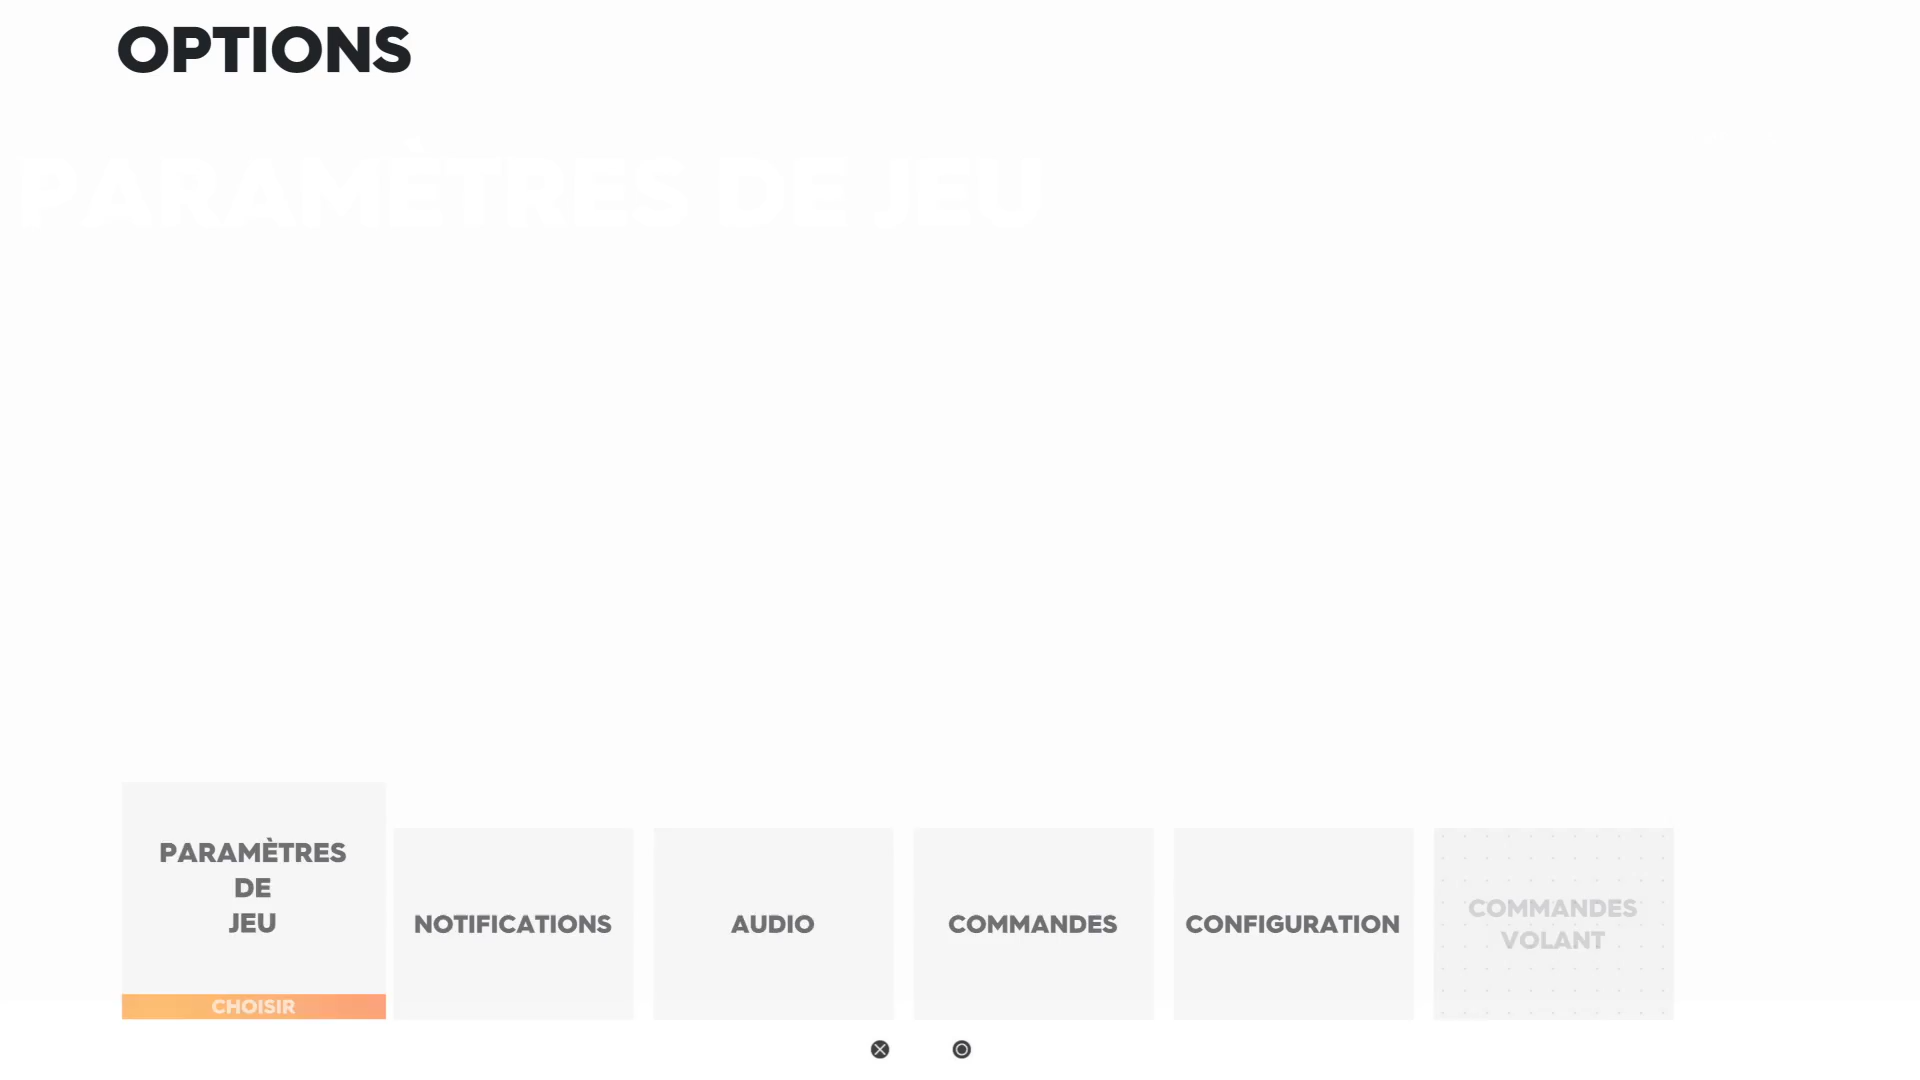 OPTIONS
PARAMÈTRES DE JEU
PARAMÈTRES
DE
JEU
CHOISIR
NOTIFICATIONS
AUDIO
COMMANDES
CONFIGURATION
COMMANDES
VOLANT